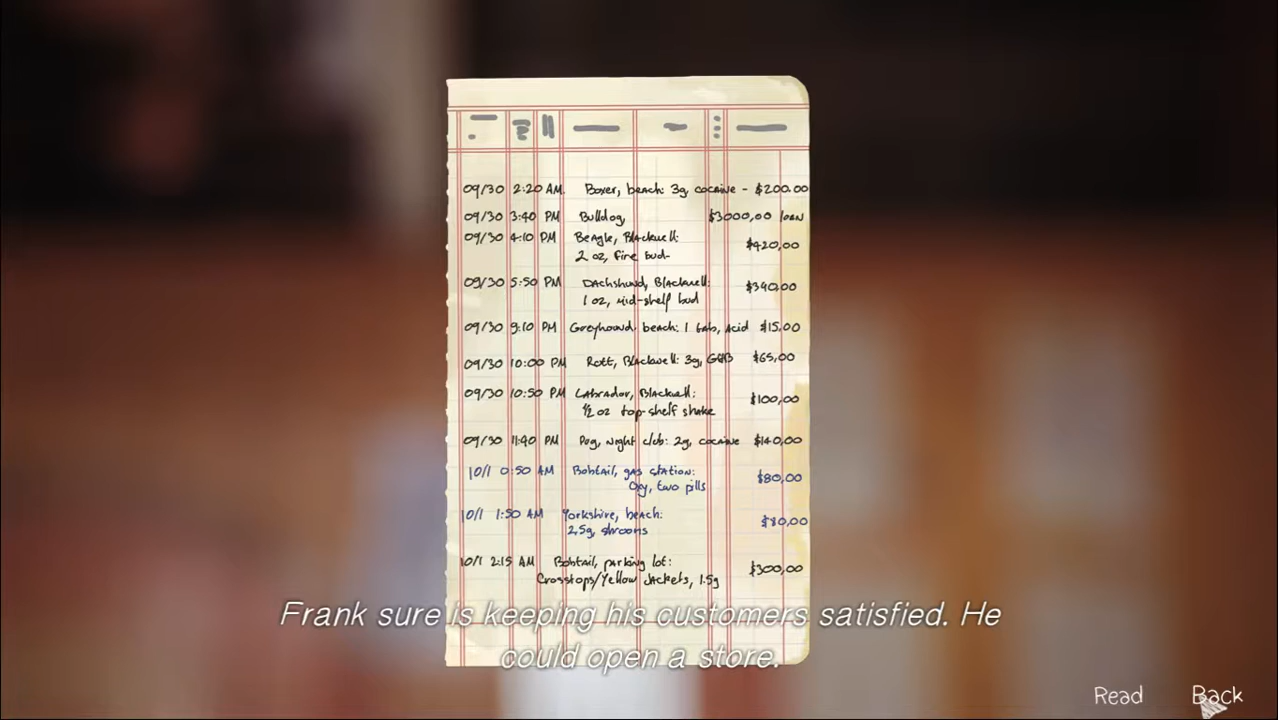 09/30 2:20 AM. Boxer, beach: 3g, cocaine - $200.00
09/30 3:40 PM Bulldog, $3000,00 loan
09/30 4:10 PM Beagle, Blackwell: $420,00
2 oz, fire bud-
09/30 5:50 PM Dachshund, Blackwell: $340,00
1 oz, mid-shelf bud
09/30 9:10 PM Greyhound beach: 1 tab, acid $15.00
09/30 10:00 PM Rott, Blackwell: 3g, GHB $65,00
09/30 10:50 PM Labrador, Blackwell: $100,00
1/2 oz top-shelf shake
09/30 11:40 PM Pug, night club: 2g, cocaine $140,00
10/1 0:50 AM Bobtail, gas station: $80,00
Oxy, two pills
10/1 1:50 AM Yorkshire, beach:
2,5g, shrooms
10/1 2:15 AM Bobtail, parking lot: $300,00
Crosstops/Yellow Jackets, 1.5g
Frank sure is keeping his customers satisfied. He
could open a store.
Read Back